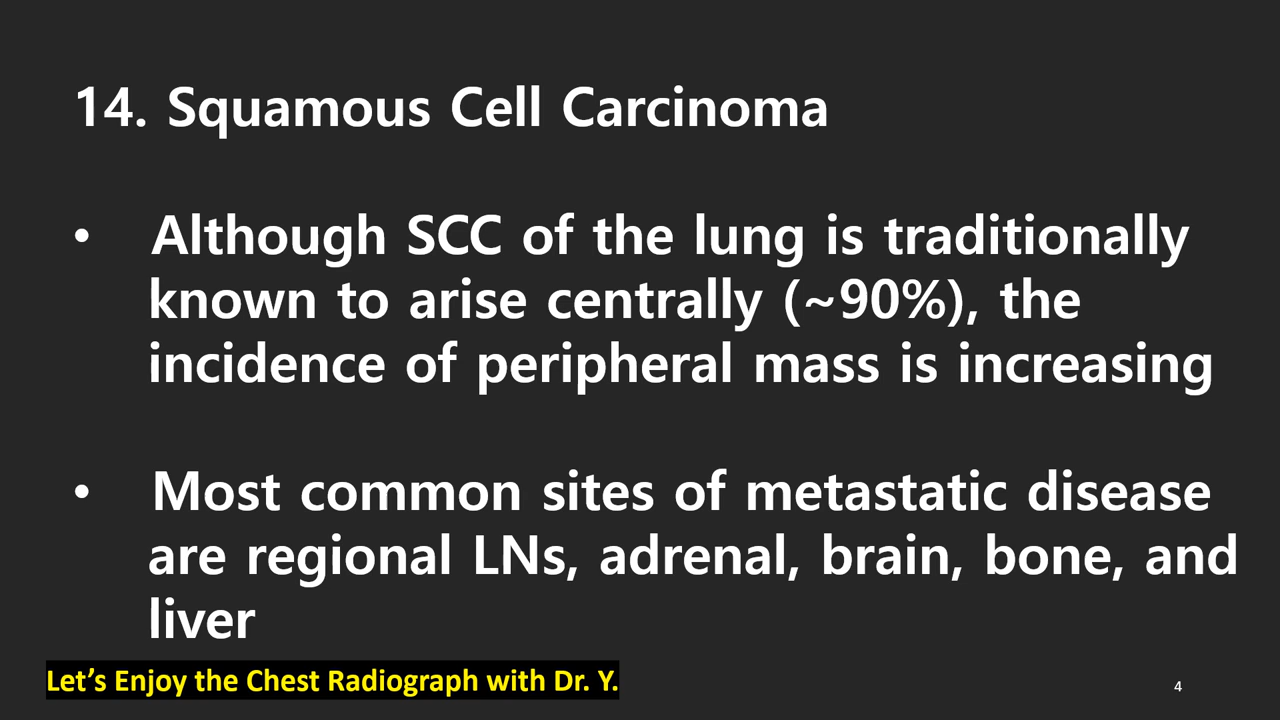 14. Squamous Cell Carcinoma
• Although SCC of the lung is traditionally
known to arise centrally (~90%), the
incidence of peripheral mass is increasing
• Most common sites of metastatic disease
are regional LNs, adrenal, brain, bone, and
liver
Let’s Enjoy the Chest Radiograph with Dr. Y.
4